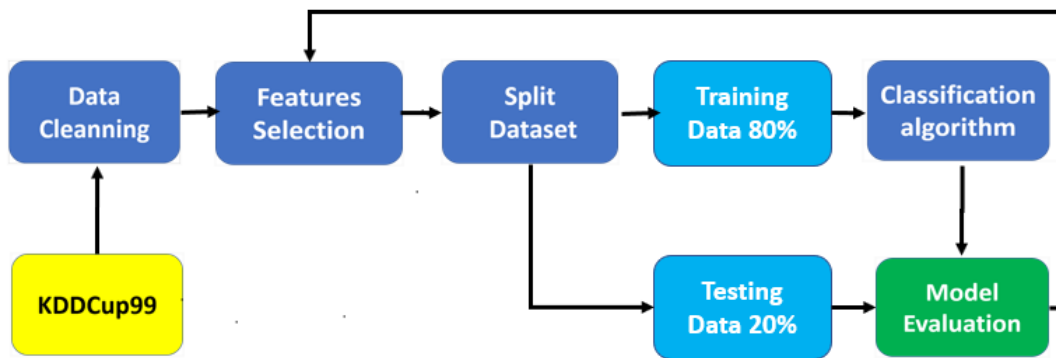 Data
Cleanning
Features
Selection
Split
Dataset
Training
Data 80%
Classification
algorithm
KDDCup99
Testing
Data 20%
Model
Evaluation